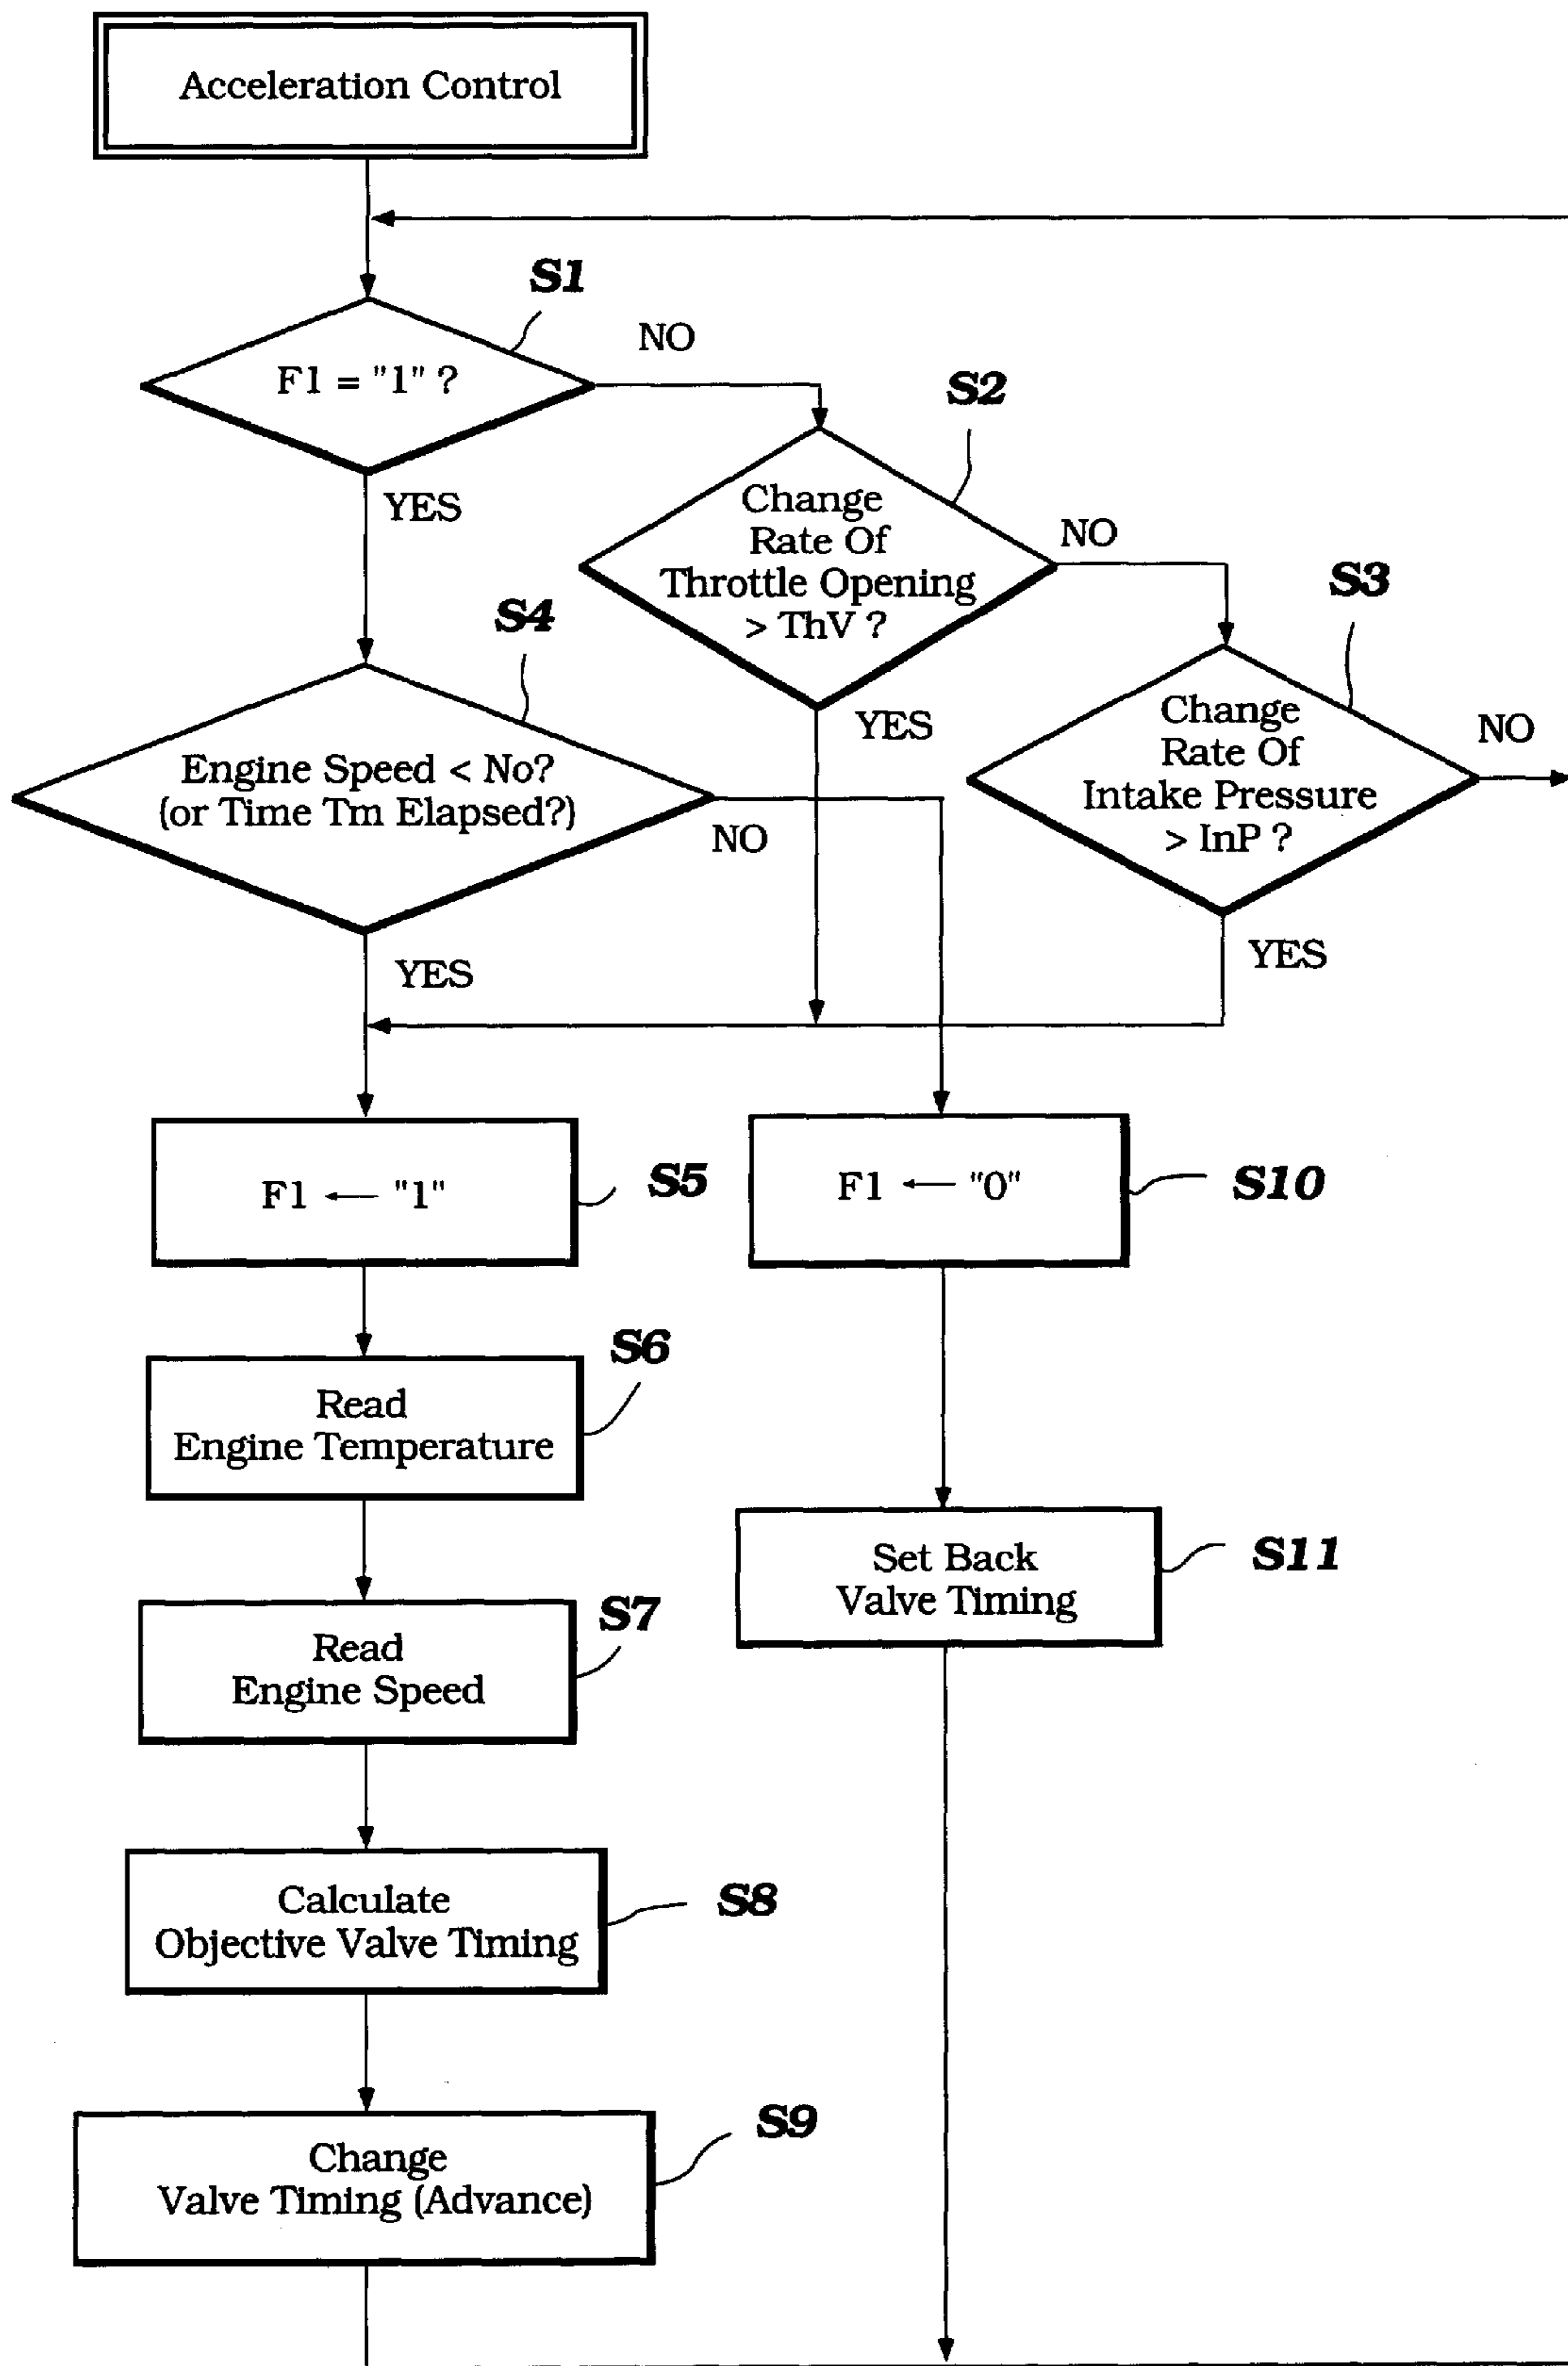 Acceleration Control
S1
F1 = "1" ?
NO
YES
S2
Change
Rate Of
Throttle Opening
> ThV ?
NO
YES
S3
Change
Rate Of
Intake Pressure
> InP ?
NO
YES
S4
Engine Speed < No?
(or Time Tm Elapsed?)
NO
YES
F1 ← "1"
S5
F1 ← "0"
S10
S6
Read
Engine Temperature
Set Back
Valve Timing
S11
S7
Read
Engine Speed
Calculate
Objective Valve Timing
S8
Change
Valve Timing (Advance)
S9